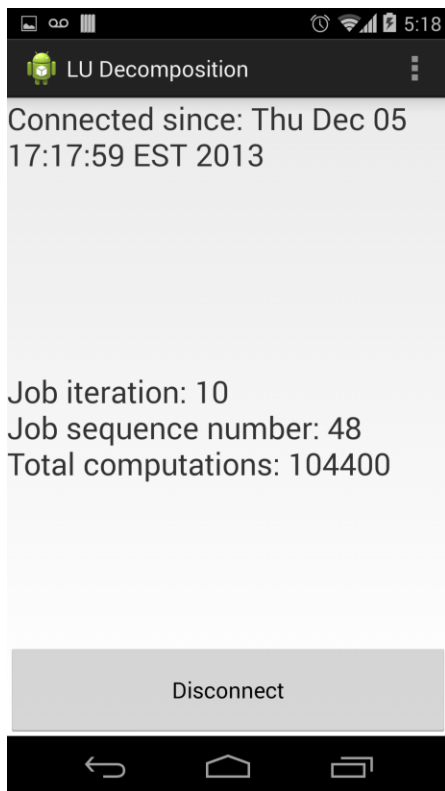 5:18
LU Decomposition
Connected since: Thu Dec 05
17:17:59 EST 2013
Job iteration: 10
Job sequence number: 48
Total computations: 104400
Disconnect